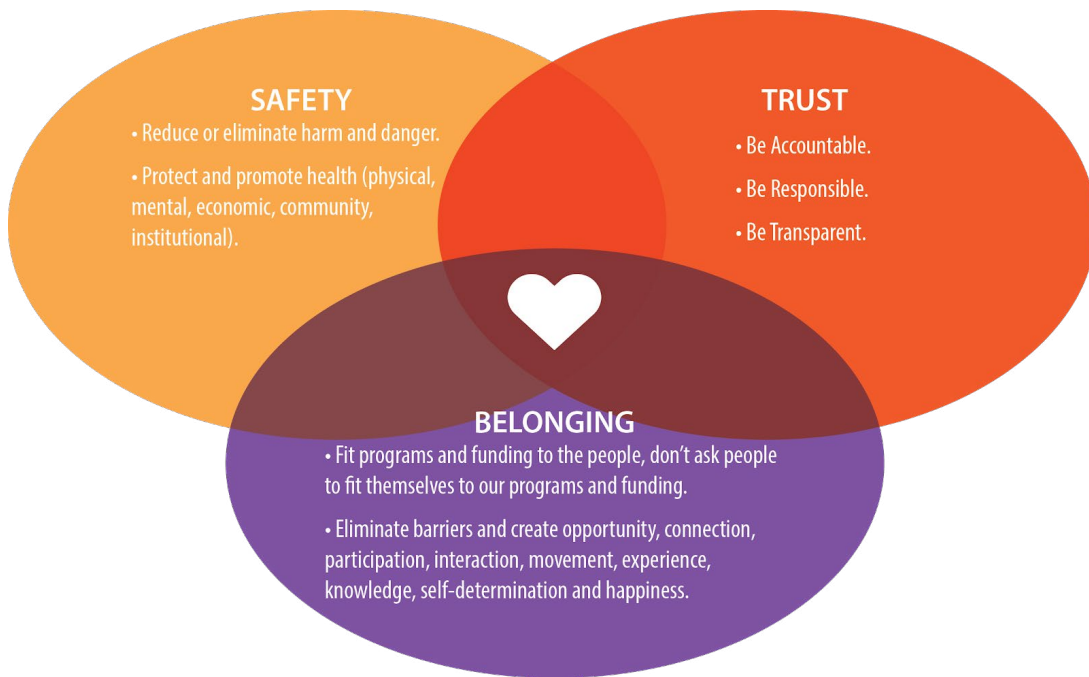 SAFETY
• Reduce or eliminate harm and danger.
• Protect and promote health (physical,
mental, economic, community,
institutional).
TRUST
• Be Accountable.
• Be Responsible.
• Be Transparent.
BELONGING
• Fit programs and funding to the people, don’t ask people
to fit themselves to our programs and funding.
• Eliminate barriers and create opportunity, connection,
participation, interaction, movement, experience,
knowledge, self-determination and happiness.